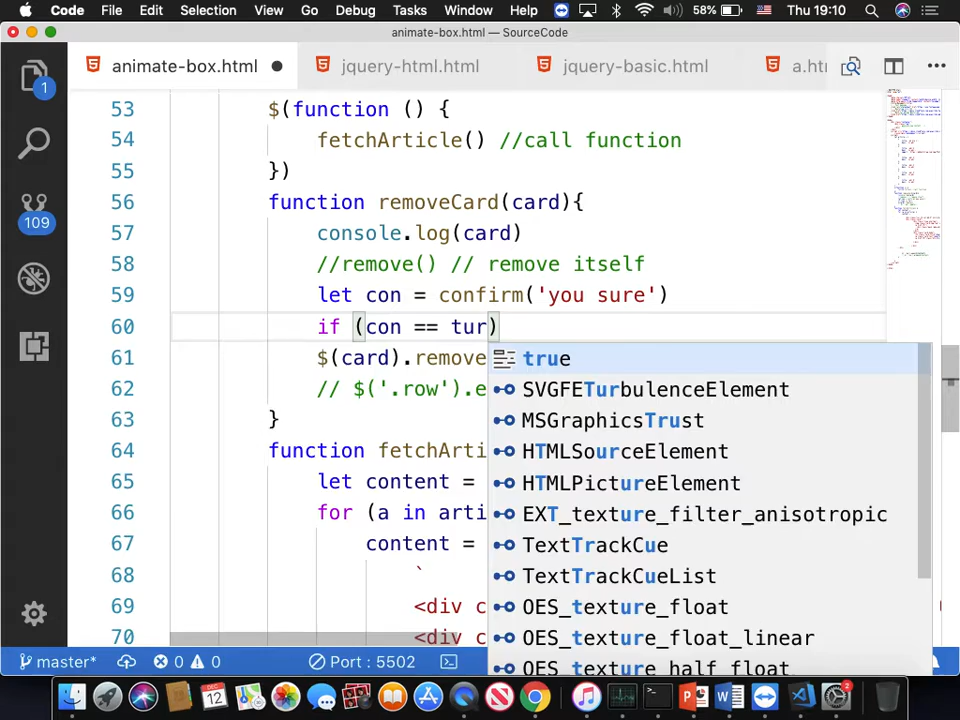 Code File Edit Selection View Go Debug Tasks Window Help 58% Thu 19:10
animate-box.html — SourceCode
animate-box.html jquery-html.html jquery-basic.html a.htm
1
109
53 $(function () {
54 fetchArticle() //call function
55 })
56 function removeCard(card){
57 console.log(card)
58 //remove() // remove itself
59 let con = confirm('you sure')
60 if (con == tur)
61 $(card).remove
62 // $('.row').e
63 }
64 function fetchArti
65 let content =
66 for (a in arti
67 content =
68 `
69 <div c
70 <div c
true
SVGFETurbulenceElement
MSGraphicsTrust
HTMLSourceElement
HTMLPictureElement
EXT_texture_filter_anisotropic
TextTrackCue
TextTrackCueList
OES_texture_float
OES_texture_float_linear
OES_texture_half_float
master* 0 0 Port : 5502
DEC 12 2